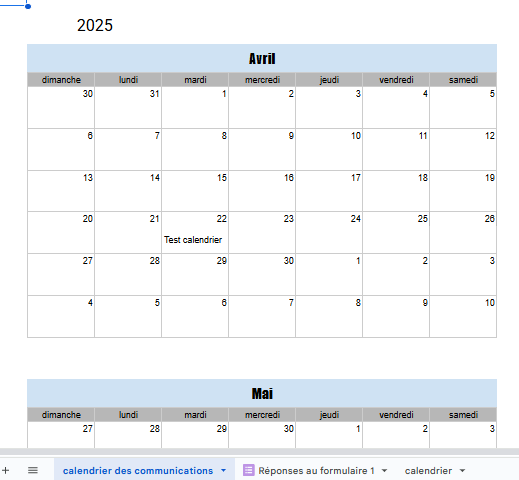 2025
Avril
dimanche lundi mardi mercredi jeudi vendredi samedi
30 31 1 2 3 4 5
6 7 8 9 10 11 12
13 14 15 16 17 18 19
20 21 22 23 24 25 26
Test calendrier
27 28 29 30 1 2 3
4 5 6 7 8 9 10
Mai
dimanche lundi mardi mercredi jeudi vendredi samedi
27 28 29 30 1 2 3
calendrier des communications Réponses au formulaire 1 calendrier